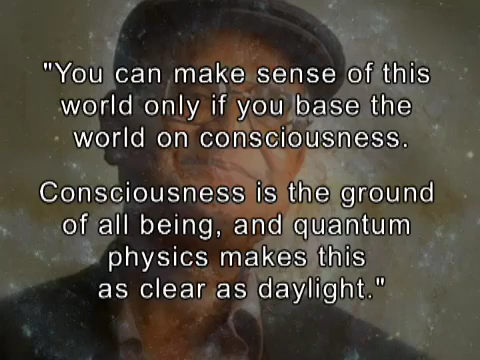 "You can make sense of this
world only if you base the
world on consciousness.
Consciousness is the ground
of all being, and quantum
physics makes this
as clear as daylight."